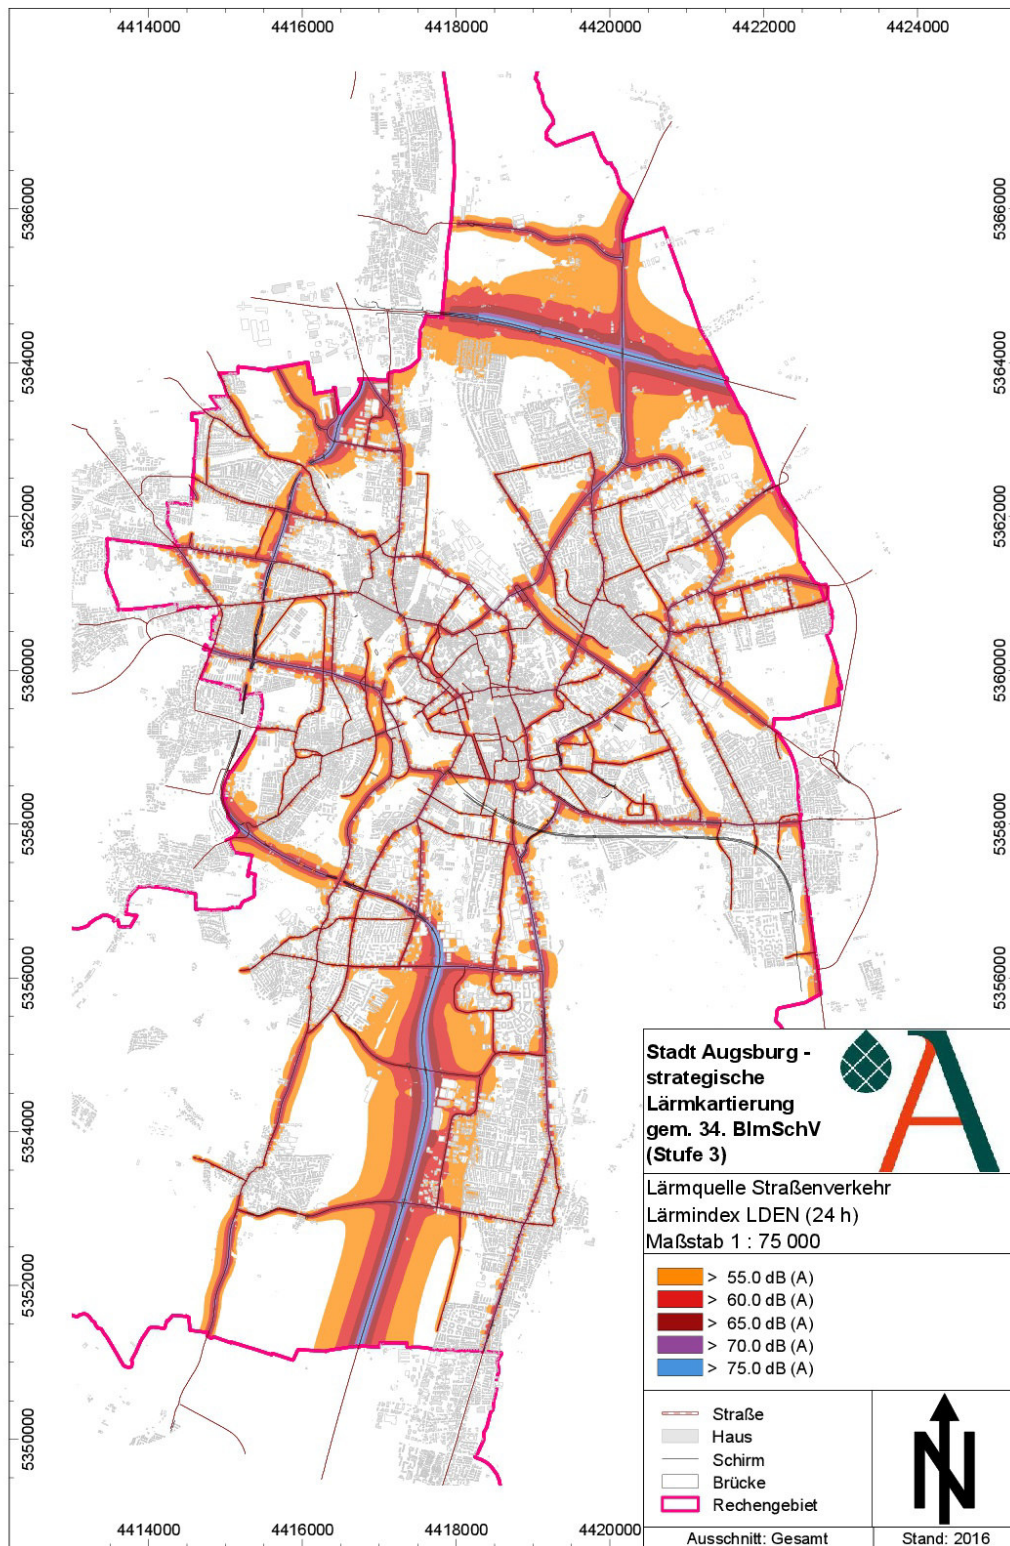 4414000 4416000 4418000 4420000 4422000 4424000
5366000 5366000
5364000 5364000
5362000 5362000
5360000 5360000
5358000 5358000
5356000 5356000
5354000
5352000
5350000
Stadt Augsburg -
strategische
Lärmkartierung
gem. 34. BImSchV
(Stufe 3)
A
Lärmquelle Straßenverkehr
Lärmindex LDEN (24 h)
Maßstab 1 : 75 000
> 55.0 dB (A)
> 60.0 dB (A)
> 65.0 dB (A)
> 70.0 dB (A)
> 75.0 dB (A)
Straße
Haus
Schirm
Brücke
Rechengebiet
N
Ausschnitt: Gesamt
Stand: 2016
4414000 4416000 4418000 4420000